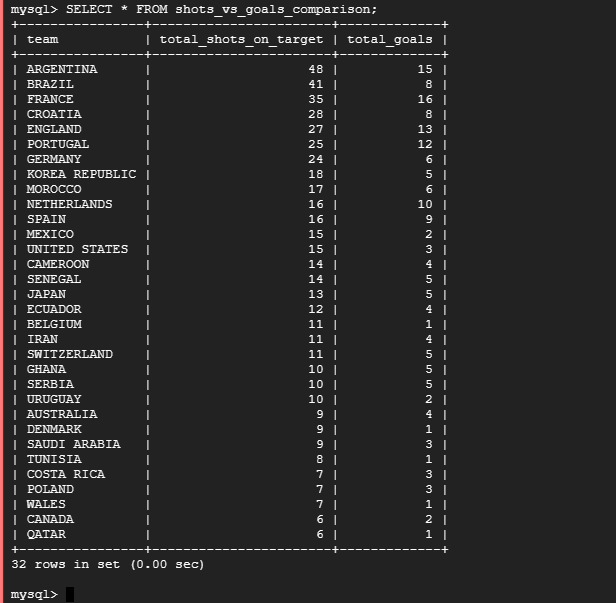 mysql> SELECT * FROM shots_vs_goals_comparison;
+----------------+-----------------------+-------------+
| team           | total_shots_on_target | total_goals |
+----------------+-----------------------+-------------+
| ARGENTINA      |                    48 |          15 |
| BRAZIL         |                    41 |           8 |
| FRANCE         |                    35 |          16 |
| CROATIA        |                    28 |           8 |
| ENGLAND        |                    27 |          13 |
| PORTUGAL       |                    25 |          12 |
| GERMANY        |                    24 |           6 |
| KOREA REPUBLIC |                    18 |           5 |
| MOROCCO        |                    17 |           6 |
| NETHERLANDS    |                    16 |          10 |
| SPAIN          |                    16 |           9 |
| MEXICO         |                    15 |           2 |
| UNITED STATES  |                    15 |           3 |
| CAMEROON       |                    14 |           4 |
| SENEGAL        |                    14 |           5 |
| JAPAN          |                    13 |           5 |
| ECUADOR        |                    12 |           4 |
| BELGIUM        |                    11 |           1 |
| IRAN           |                    11 |           4 |
| SWITZERLAND    |                    11 |           5 |
| GHANA          |                    10 |           5 |
| SERBIA         |                    10 |           5 |
| URUGUAY        |                    10 |           2 |
| AUSTRALIA      |                     9 |           4 |
| DENMARK        |                     9 |           1 |
| SAUDI ARABIA   |                     9 |           3 |
| TUNISIA        |                     8 |           1 |
| COSTA RICA     |                     7 |           3 |
| POLAND         |                     7 |           3 |
| WALES          |                     7 |           1 |
| CANADA         |                     6 |           2 |
| QATAR          |                     6 |           1 |
+----------------+-----------------------+-------------+
32 rows in set (0.00 sec)
mysql>